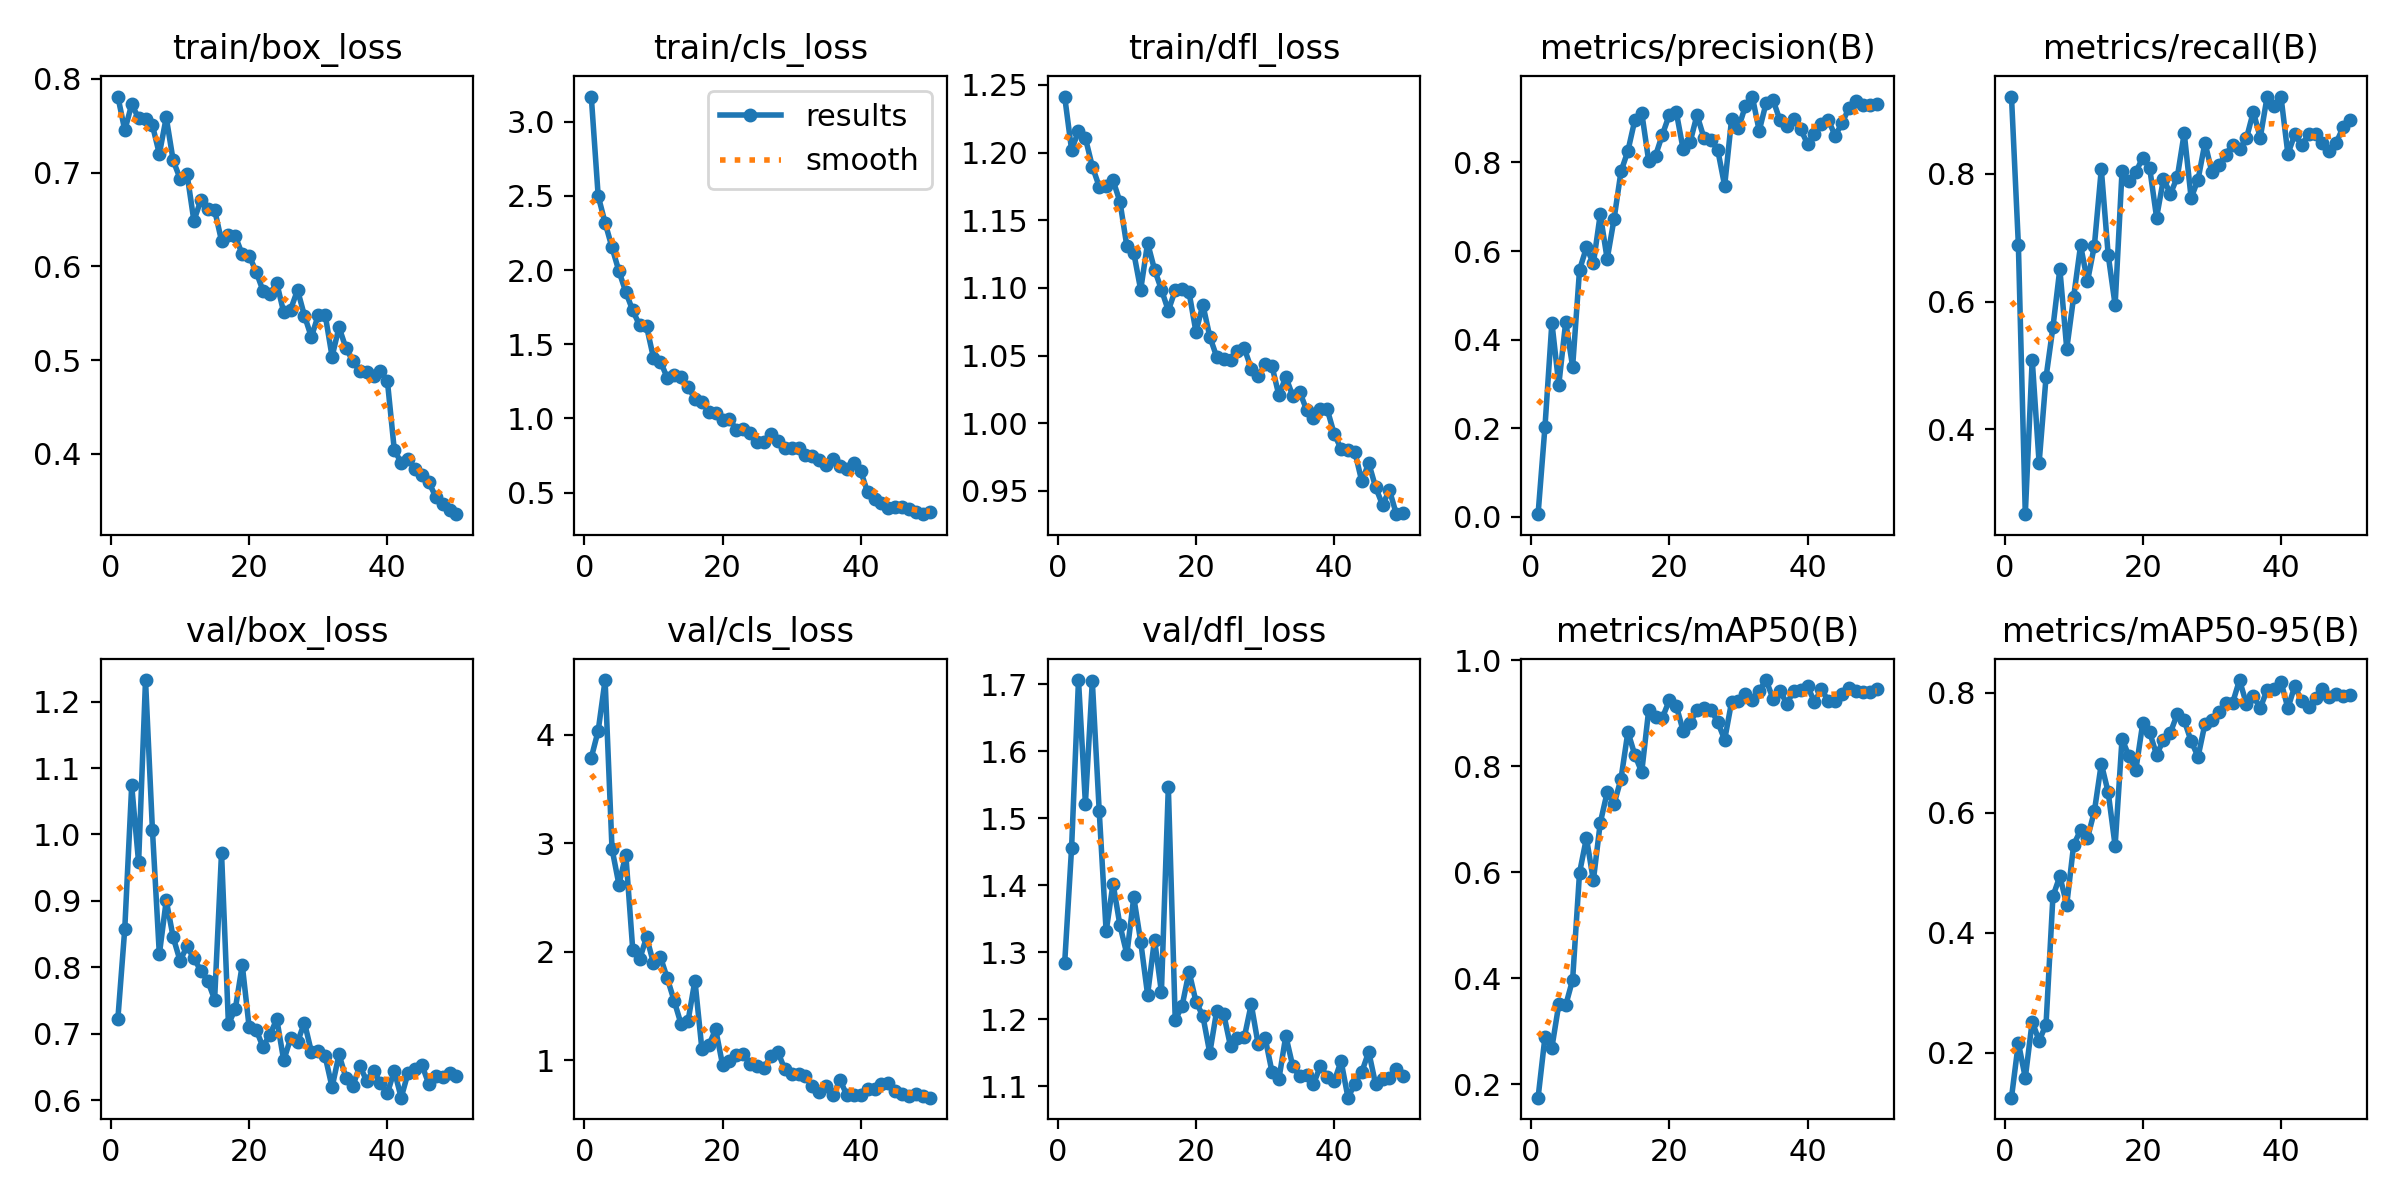 train/box_loss
0.8
0.7
0.6
0.5
0.4
0 20 40
train/cls_loss
results
smooth
3.0
2.5
2.0
1.5
1.0
0.5
0 20 40
train/dfl_loss
1.25
1.20
1.15
1.10
1.05
1.00
0.95
0 20 40
metrics/precision(B)
0.8
0.6
0.4
0.2
0.0
0 20 40
metrics/recall(B)
0.8
0.6
0.4
0 20 40
val/box_loss
1.2
1.1
1.0
0.9
0.8
0.7
0.6
0 20 40
val/cls_loss
4
3
2
1
0 20 40
val/dfl_loss
1.7
1.6
1.5
1.4
1.3
1.2
1.1
0 20 40
metrics/mAP50(B)
1.0
0.8
0.6
0.4
0.2
0 20 40
metrics/mAP50-95(B)
0.8
0.6
0.4
0.2
0 20 40